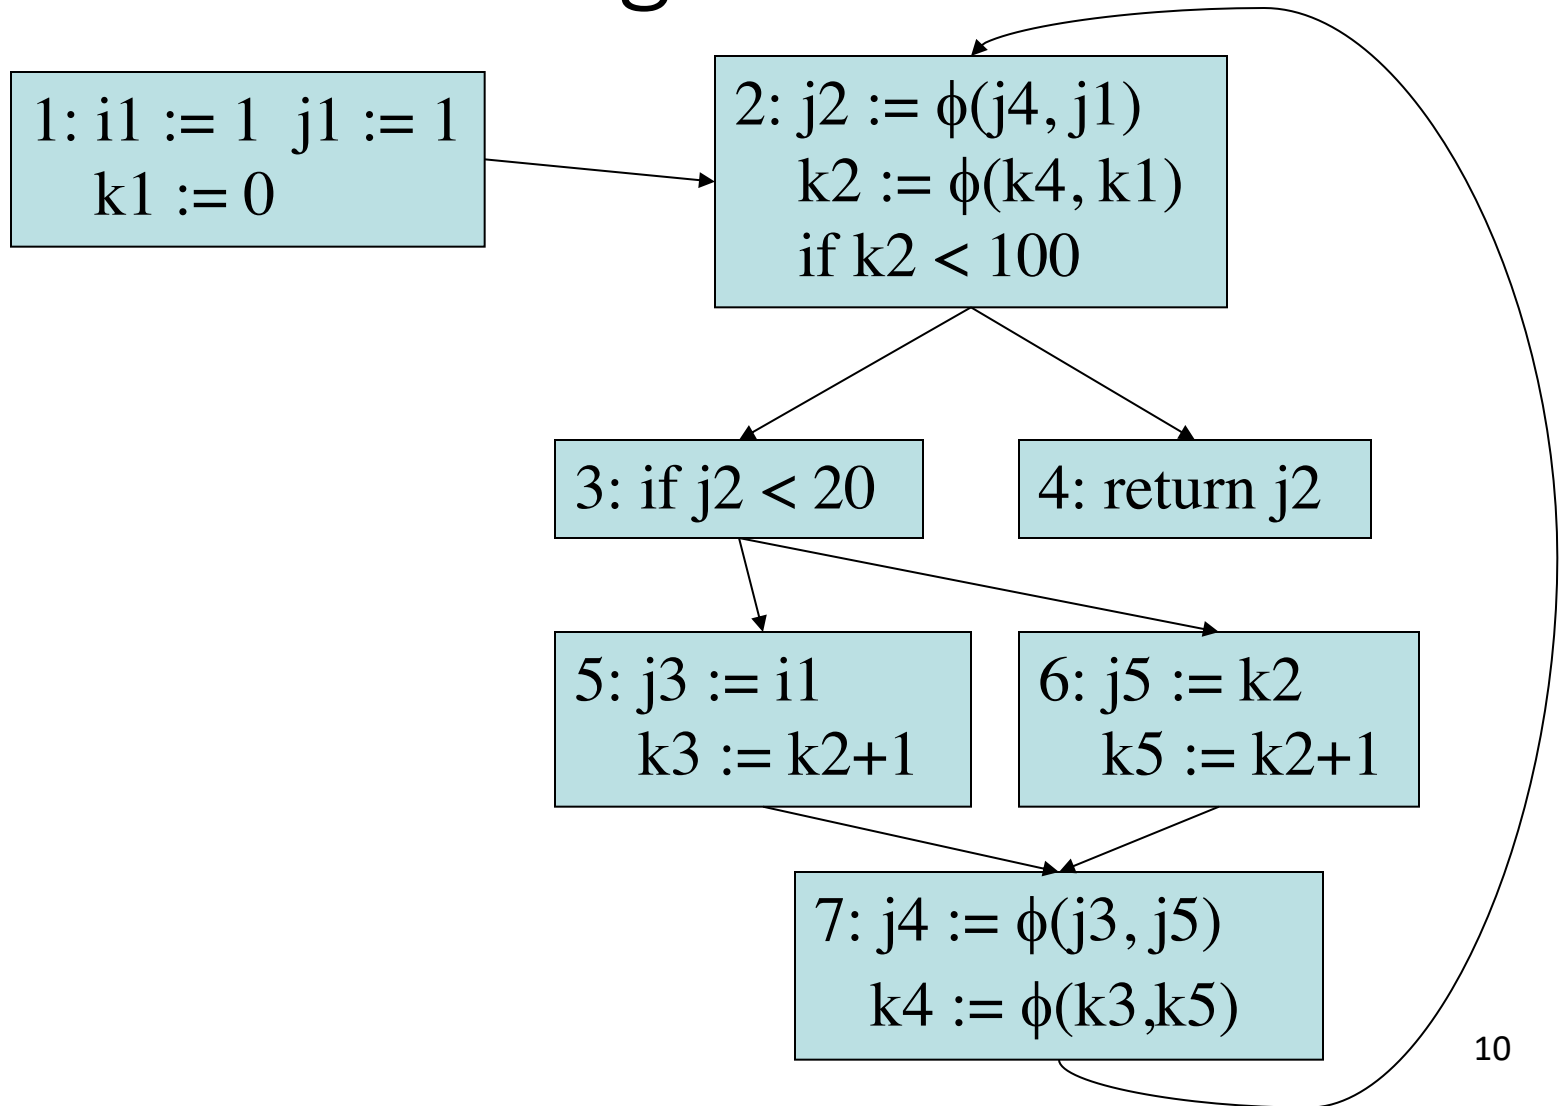 1: i1 := 1 j1 := 1
k1 := 0
2: j2 := ϕ(j4, j1)
k2 := ϕ(k4, k1)
if k2 < 100
3: if j2 < 20
4: return j2
5: j3 := i1
k3 := k2+1
6: j5 := k2
k5 := k2+1
7: j4 := ϕ(j3, j5)
k4 := ϕ(k3,k5)
10